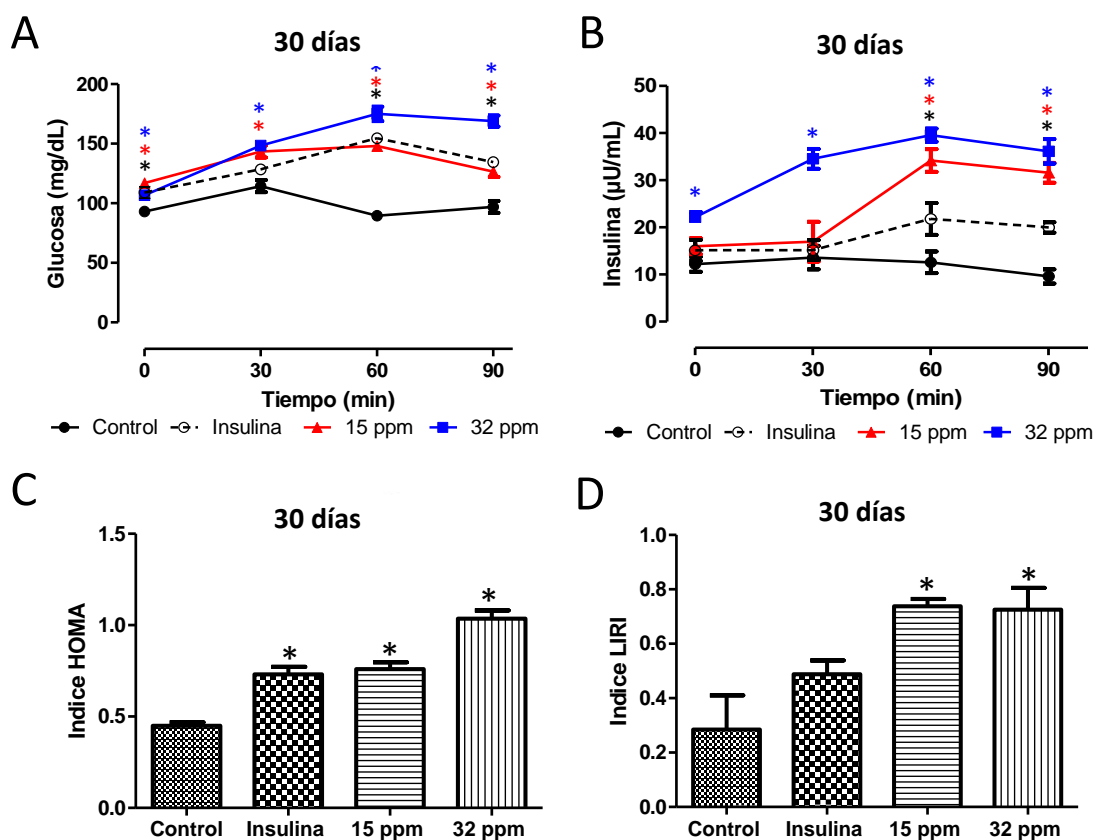 A
30 días
Glucosa (mg/dL)
200
150
100
50
0
* * * *
* * * *
* * *
0 30 60 90
Tiempo (min)
Control Insulina 15 ppm 32 ppm
B
30 días
Insulina (µU/mL)
50
40
30
20
10
0
* * * *
* *
* *
0 30 60 90
Tiempo (min)
Control Insulina 15 ppm 32 ppm
C
30 días
Indice HOMA
1.5
1.0
0.5
0.0
* * *
Control Insulina 15 ppm 32 ppm
D
30 días
Indice LIRI
1.0
0.8
0.6
0.4
0.2
0.0
* *
Control Insulina 15 ppm 32 ppm